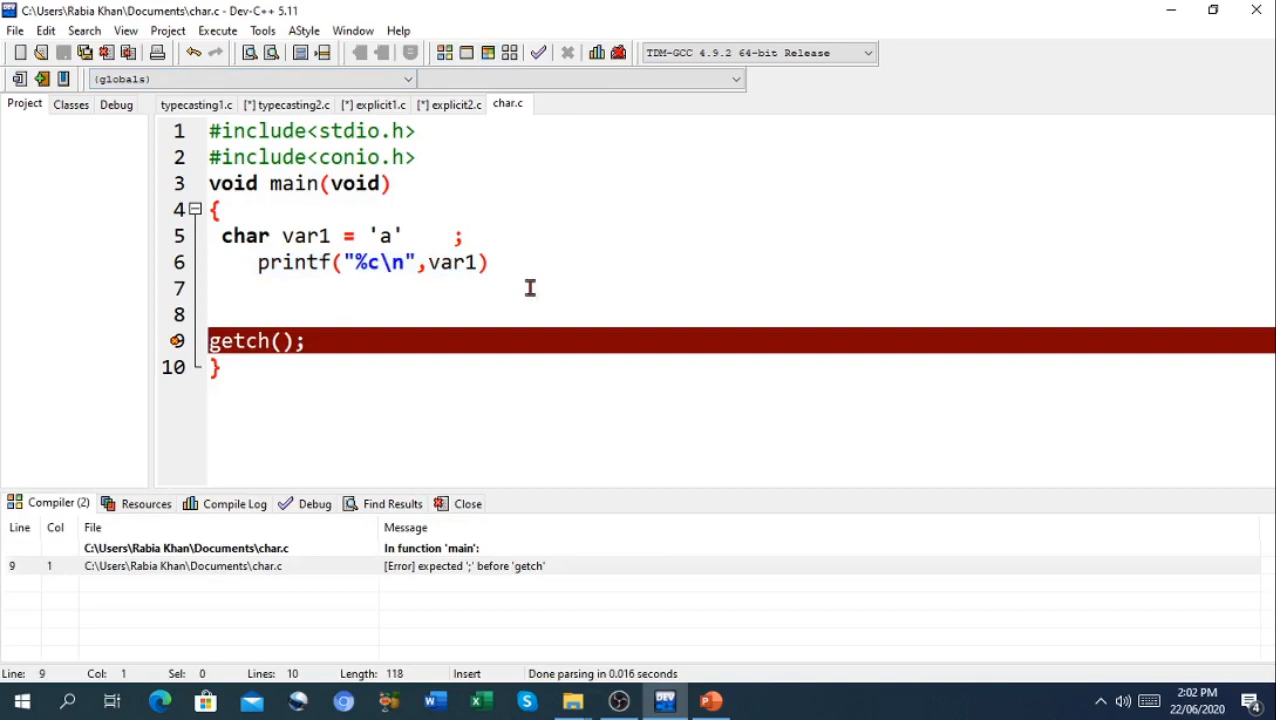 C:\Users\Rabia Khan\Documents\char.c - Dev-C++ 5.11
File Edit Search View Project Execute Tools AStyle Window Help
TDM-GCC 4.9.2 64-bit Release
(globals)
Project Classes Debug typecasting1.c [*] typecasting2.c [*] explicit1.c [*] explicit2.c char.c
1 #include<stdio.h>
2 #include<conio.h>
3 void main(void)
4 {
5 char var1 = 'a' ;
6 printf("%c\n",var1)
7
8
9 getch();
10 }
Compiler (2) Resources Compile Log Debug Find Results Close
Line Col File Message
C:\Users\Rabia Khan\Documents\char.c In function 'main':
9 1 C:\Users\Rabia Khan\Documents\char.c [Error] expected ';' before 'getch'
Line: 9 Col: 1 Sel: 0 Lines: 10 Length: 118 Insert Done parsing in 0.016 seconds
2:02 PM
22/06/2020